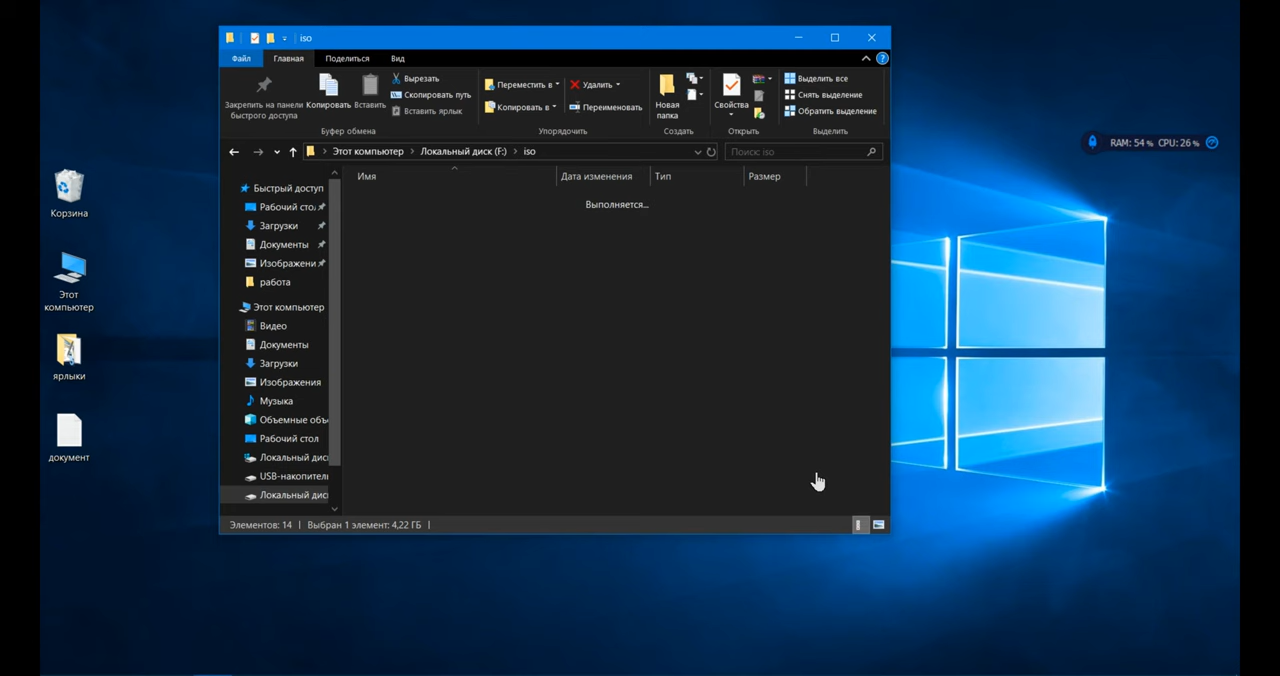 iso
Файл Главная Поделиться Вид
Закрепить на панели быстрого доступа
Копировать
Вставить
Вырезать
Скопировать путь
Вставить ярлык
Буфер обмена
Переместить в
Копировать в
Удалить
Переименовать
Упорядочить
Новая папка
Создать
Свойства
Открыть
Выделить все
Снять выделение
Обратить выделение
Выделить
Этот компьютер > Локальный диск (F:) > iso
Поиск: iso
Имя Дата изменения Тип Размер
Выполняется...
Быстрый доступ
Рабочий сто
Загрузки
Документы
Изображени
работа
Этот компьютер
Видео
Документы
Загрузки
Изображения
Музыка
Объемные объ
Рабочий стол
Локальный дис
USB-накопитель
Локальный дис
Элементов: 14 | Выбран 1 элемент: 4,22 ГБ |
Корзина
Этот
компьютер
ярлыки
документ
RAM: 54 % CPU: 26 %